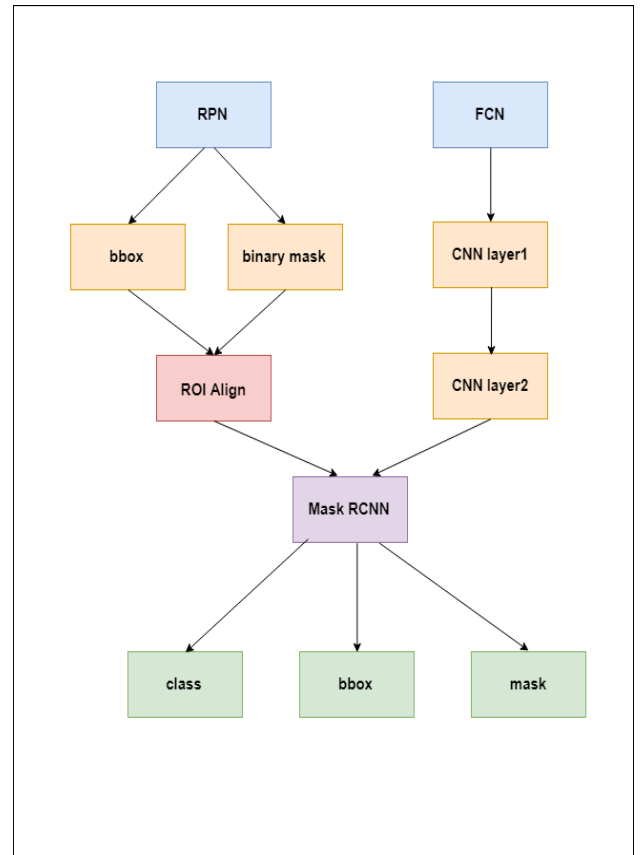 RPN
FCN
bbox
binary mask
CNN layer1
ROI Align
CNN layer2
Mask RCNN
class
bbox
mask